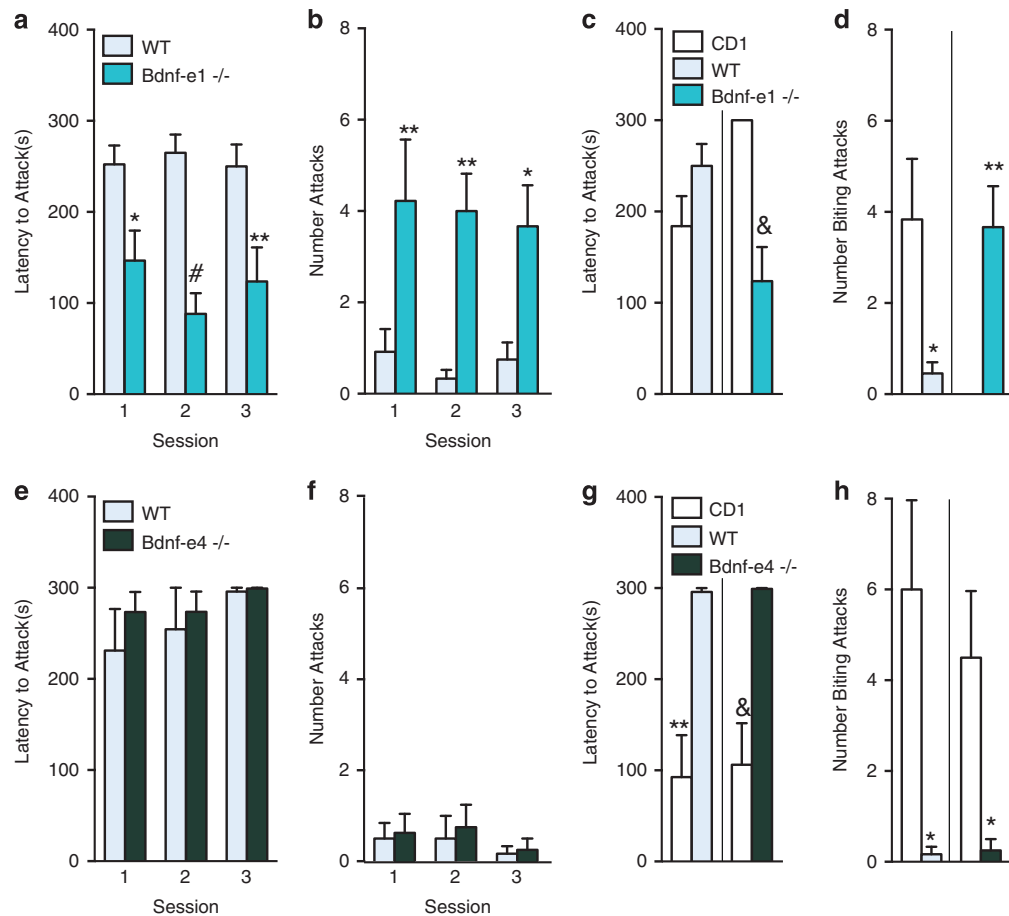 a
400
300
200
100
0
Latency to Attack(s)
WT
Bdnf-e1 -/-
*
#
**
1 2 3
Session
b
8
6
4
2
0
Number Attacks
**
**
*
1 2 3
Session
c
400
300
200
100
0
Latency to Attack(s)
CD1
WT
Bdnf-e1 -/-
&
d
8
6
4
2
0
Number Biting Attacks
*
**
e
400
300
200
100
0
Latency to Attack(s)
WT
Bdnf-e4 -/-
1 2 3
Session
f
8
6
4
2
0
Number Attacks
1 2 3
Session
g
400
300
200
100
0
Latency to Attack(s)
CD1
WT
Bdnf-e4 -/-
**
&
h
8
6
4
2
0
Number Biting Attacks
*
*